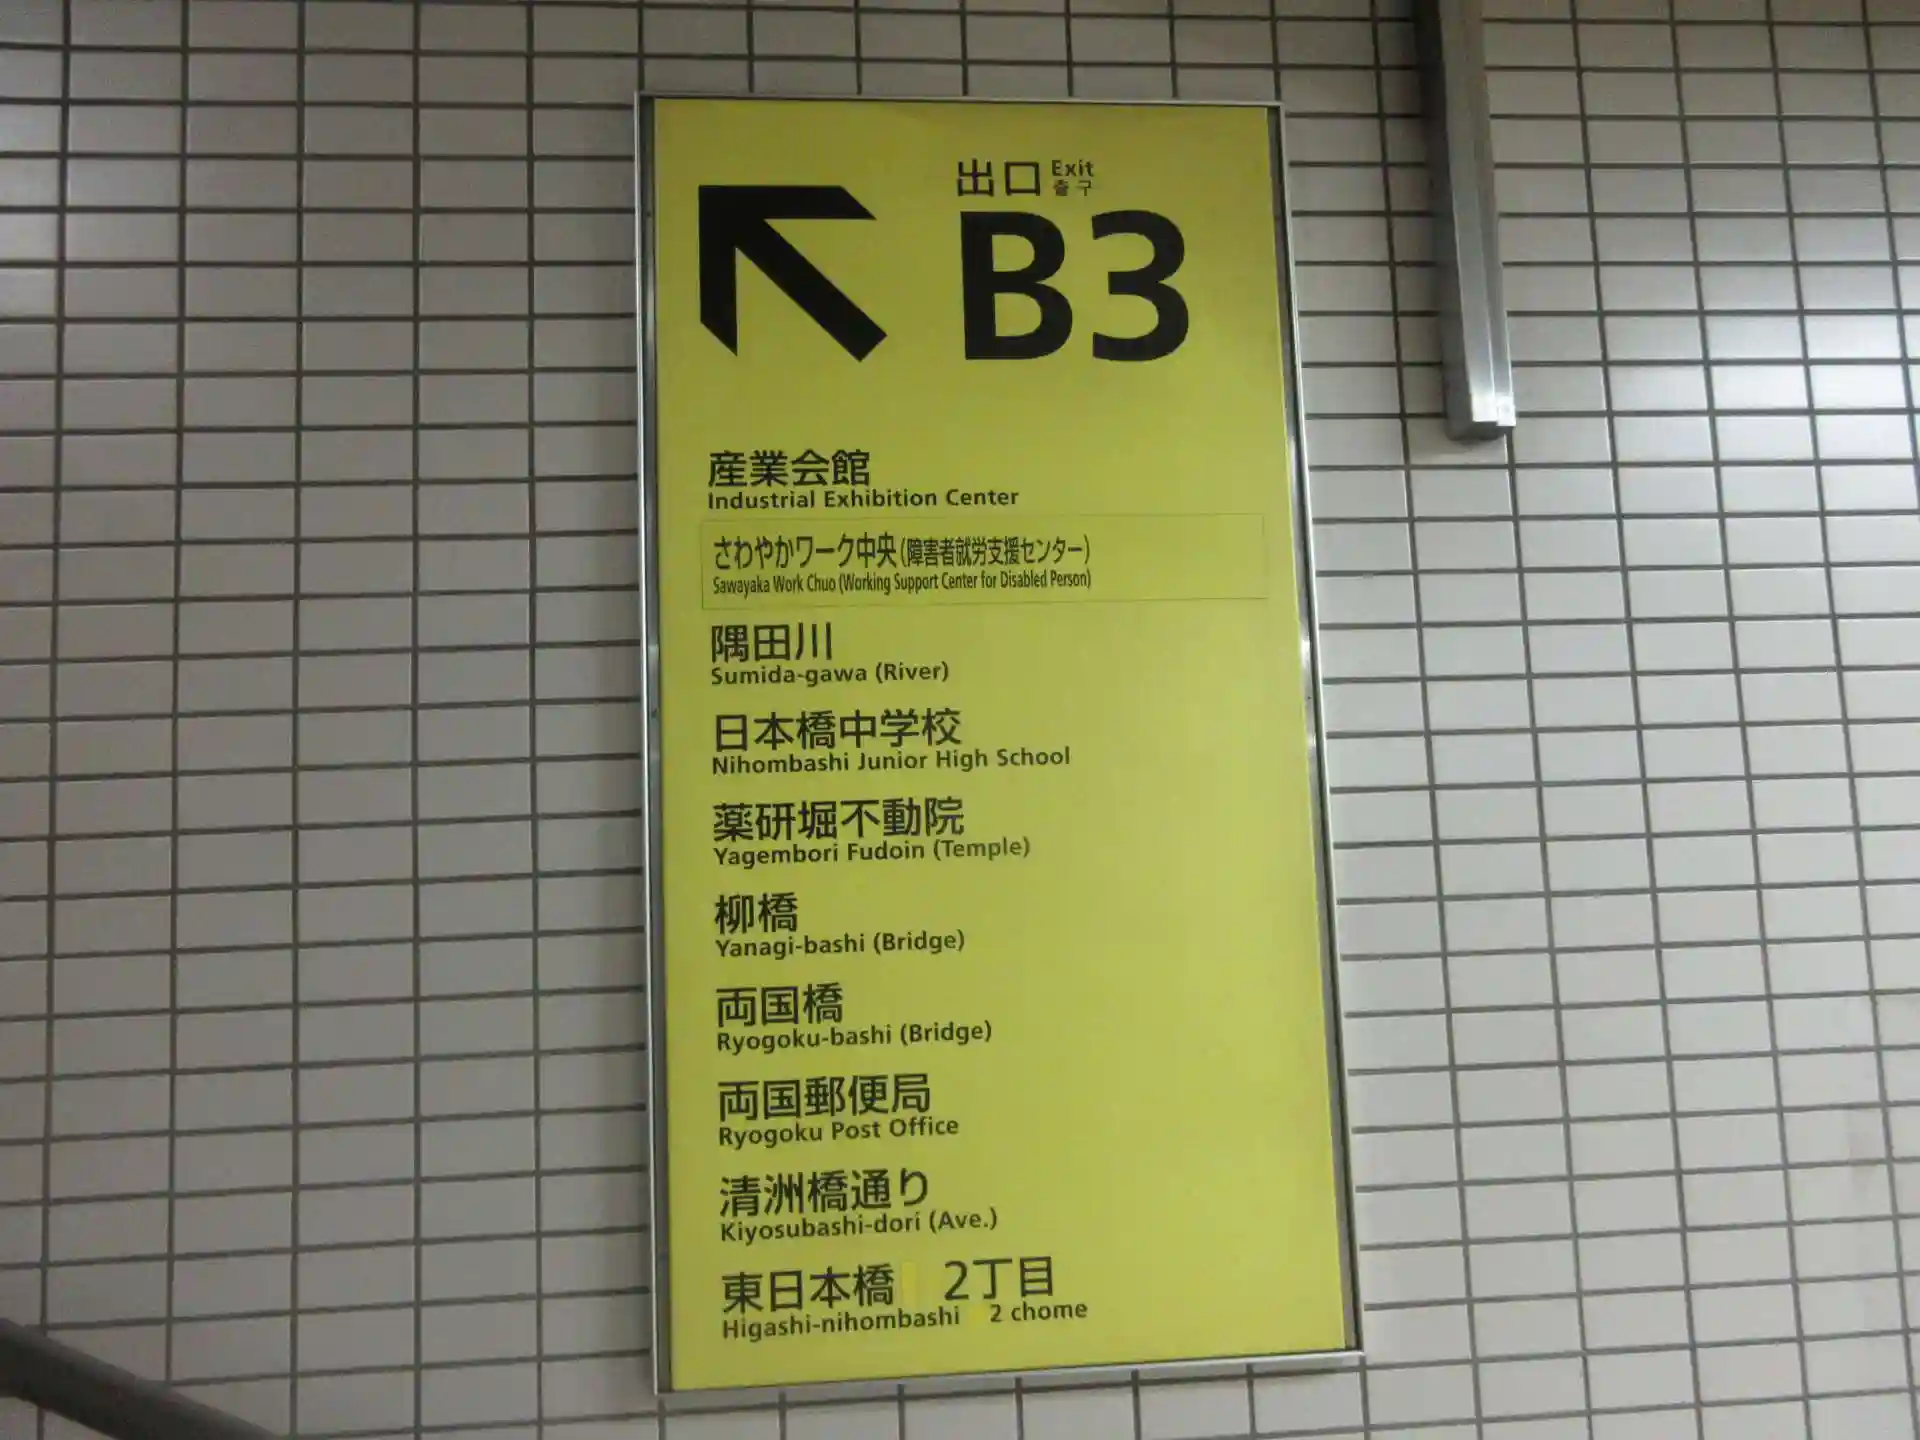 出口 Exit
출구
B3
産業会館
Industrial Exhibition Center
さわやかワーク中央(障害者就労支援センター)
Sawayaka Work Chuo (Working Support Center for Disabled Person)
隅田川
Sumida-gawa (River)
日本橋中学校
Nihombashi Junior High School
薬研堀不動院
Yagembori Fudoin (Temple)
柳橋
Yanagi-bashi (Bridge)
両国橋
Ryogoku-bashi (Bridge)
両国郵便局
Ryogoku Post Office
清洲橋通り
Kiyosubashi-dori (Ave.)
東日本橋 2丁目
Higashi-nihombashi 2 chome